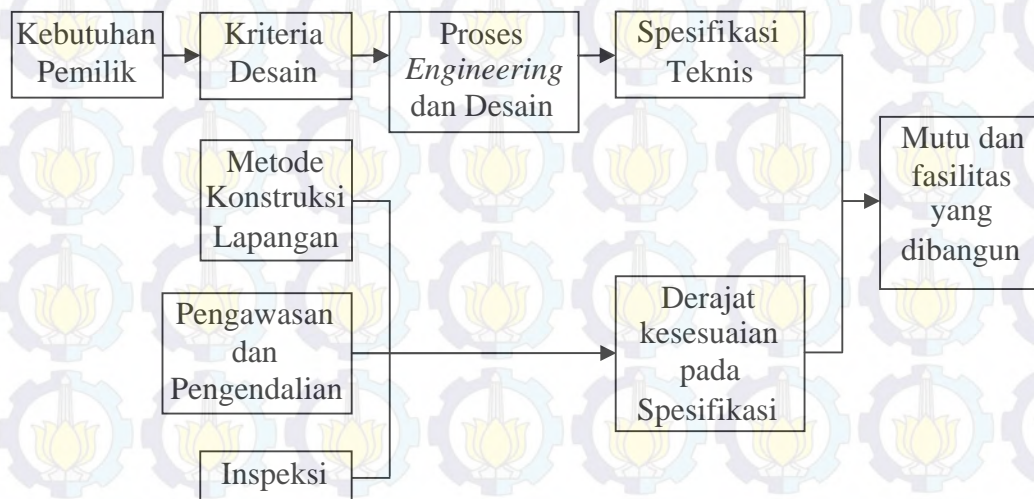 Kebutuhan
Pemilik
Kriteria
Desain
Proses
Engineering
dan Desain
Spesifikasi
Teknis
Mutu dan
fasilitas
yang
dibangun
Metode
Konstruksi
Lapangan
Pengawasan
dan
Pengendalian
Derajat
kesesuaian
pada
Spesifikasi
Inspeksi